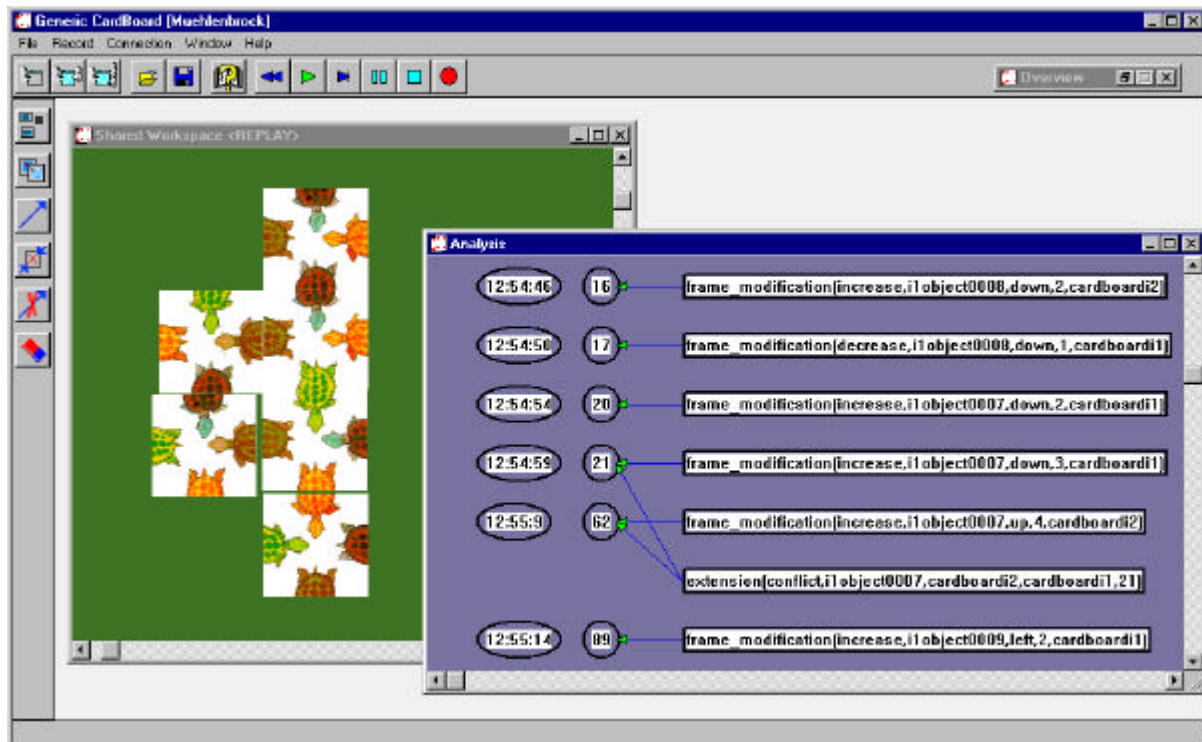 Generic CardBoard [Muehlenbrock]
File Record Connection Window Help
Overview
Shared Workspace <REPLAY>
Analysis
12:54:46 16 frame_modification(increase,i1object0008,down,2,cardboardi2)
12:54:50 17 frame_modification(decrease,i1object0008,down,1,cardboardi1)
12:54:54 20 frame_modification(increase,i1object0007,down,2,cardboardi1)
12:54:59 21 frame_modification(increase,i1object0007,down,3,cardboardi1)
12:55:9 62 frame_modification(increase,i1object0007,up,4,cardboardi2)
extension(conflict,i1object0007,cardboardi2,cardboardi1,21)
12:55:14 89 frame_modification(increase,i1object0009,left,2,cardboardi1)